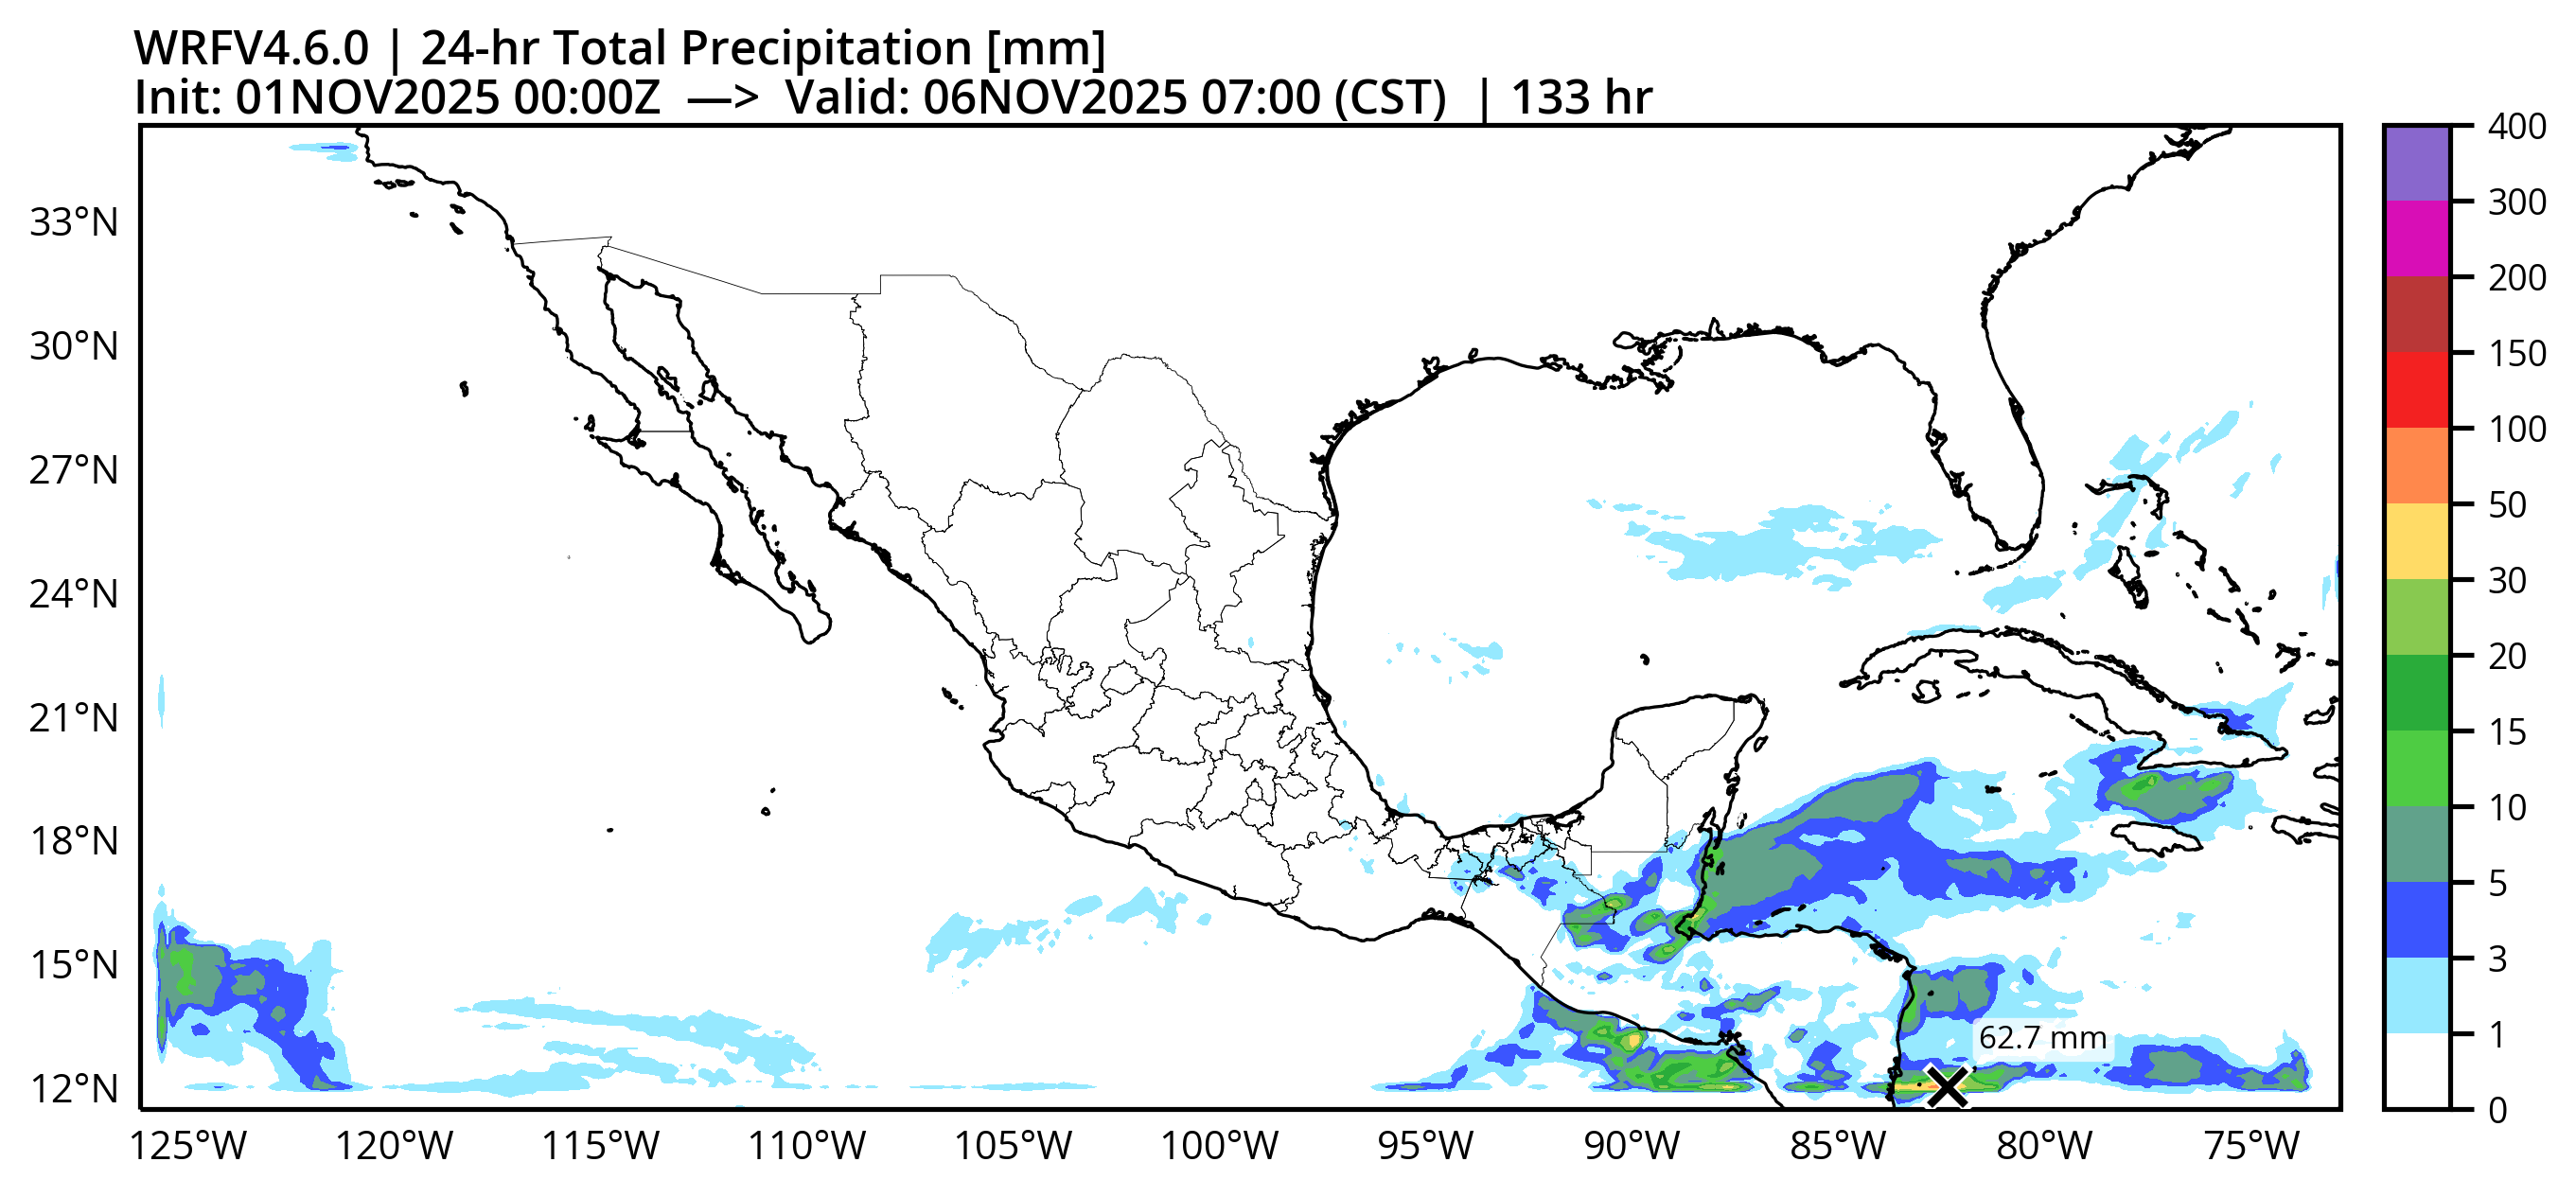 WRFV4.6.0 | 24-hr Total Precipitation [mm]
Init: 01NOV2025 00:00Z —> Valid: 06NOV2025 07:00 (CST) | 133 hr
33°N
30°N
27°N
24°N
21°N
18°N
15°N
12°N
125°W 120°W 115°W 110°W 105°W 100°W 95°W 90°W 85°W 80°W 75°W
62.7 mm
400
300
200
150
100
50
30
20
15
10
5
3
1
0